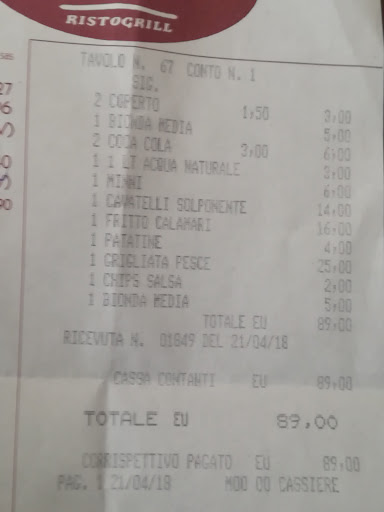 RISTOGRILL
TAVOLO N. 67 CONTO N. 1
SIG.
2 COPERTO 1,50 3,00
1 BIONDA MEDIA 5,00
2 COCA COLA 3,00 6,00
1 1 LT ACQUA NATURALE 3,00
1 MINNI 6,00
1 CAVATELLI SOLPONENTE 14,00
1 FRITTO CALAMARI 16,00
1 PATATINE 4,00
1 GRIGLIATA PESCE 25,00
1 CHIPS SALSA 2,00
1 BIONDA MEDIA 5,00
TOTALE EU 89,00
RICEVUTA N. 01849 DEL 21/04/18
CASSA CONTANTI EU 89,00
TOTALE EU 89,00
CORRISPETTIVO PAGATO EU 89,00
PAG. 1 21/04/18 MOD 00 CASSIERE